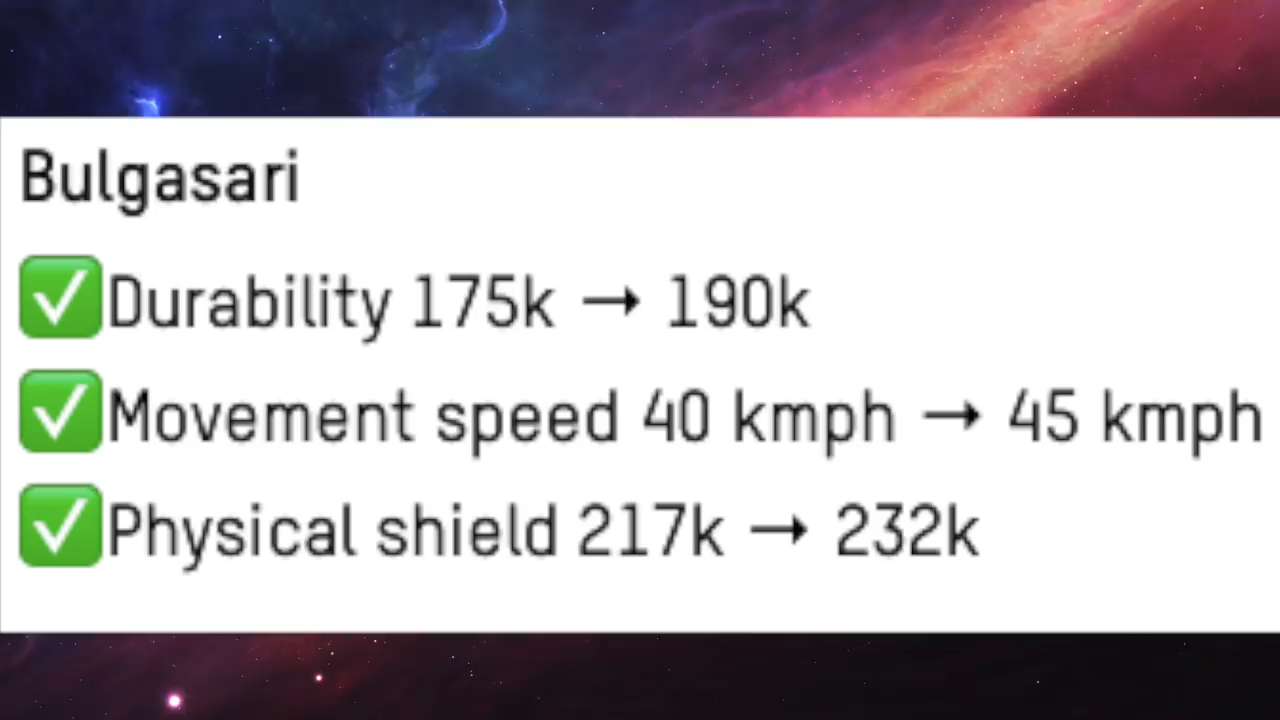 Bulgasari
✅Durability 175k → 190k
✅Movement speed 40 kmph → 45 kmph
✅Physical shield 217k → 232k